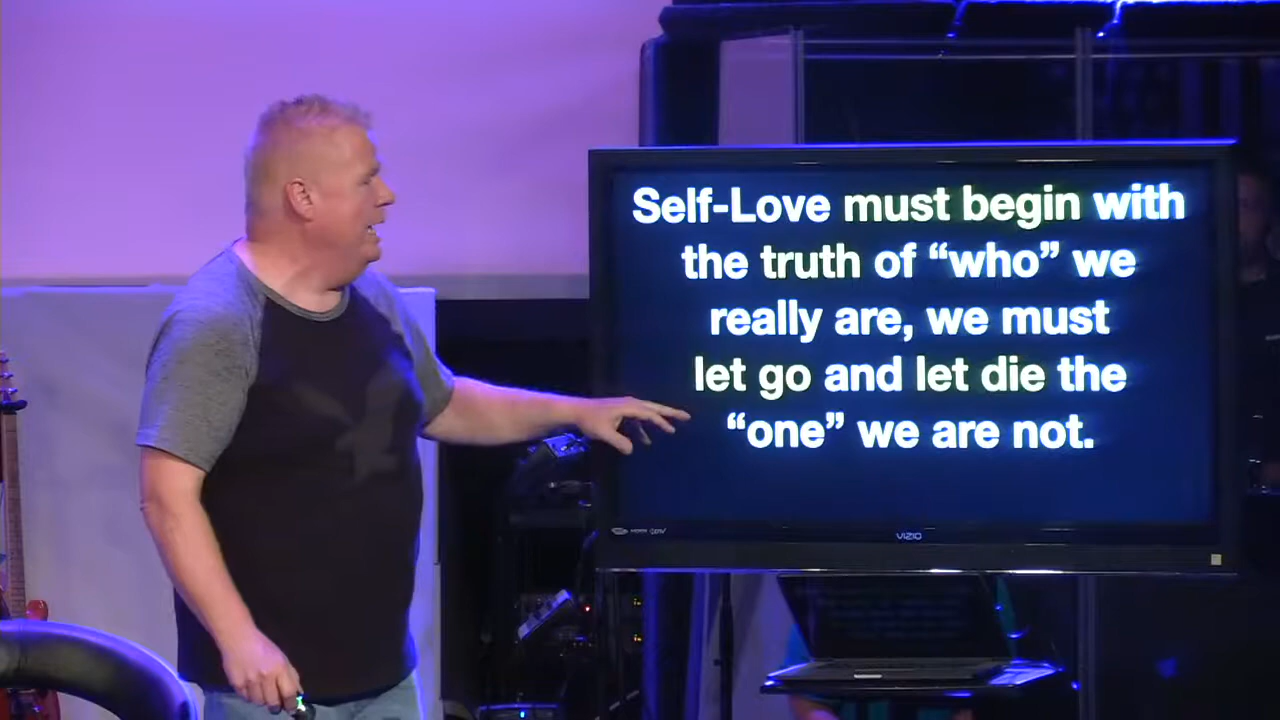 Self-Love must begin with
the truth of “who” we
really are, we must
let go and let die the
“one” we are not.
VIZIO